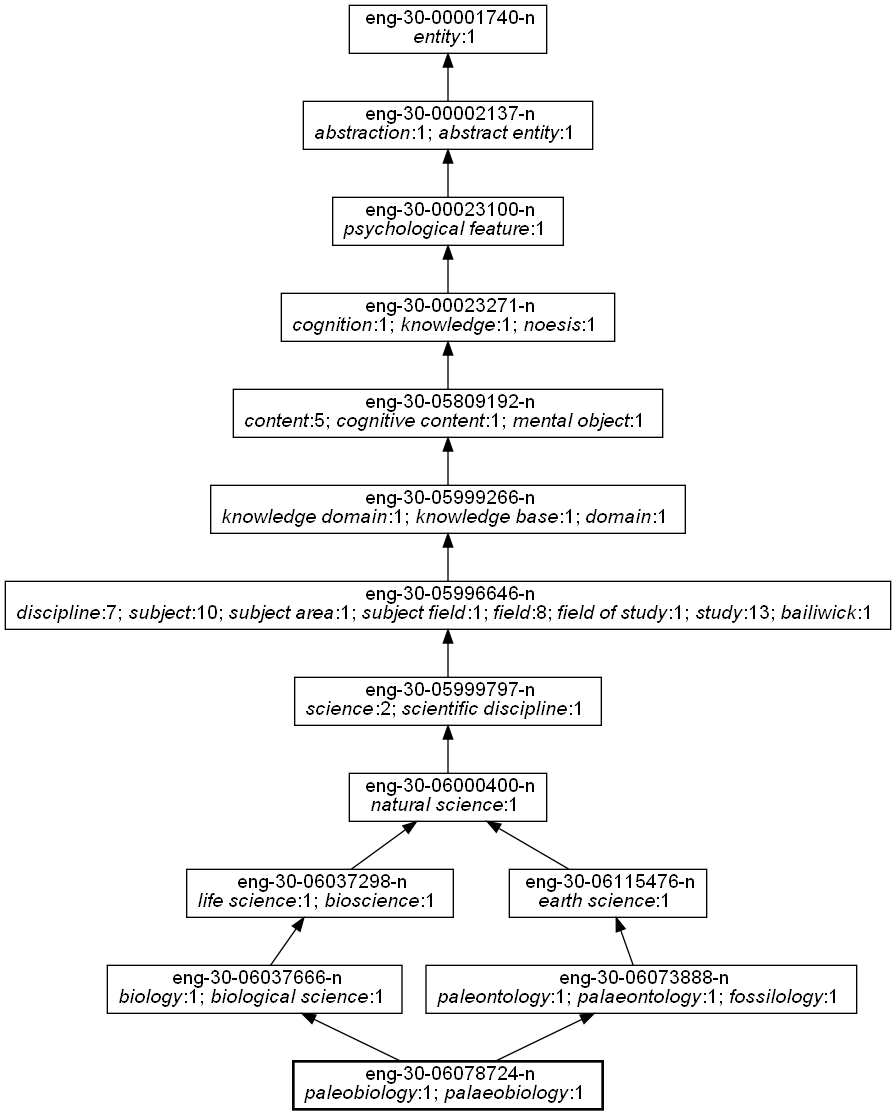 eng-30-00001740-n
entity:1
eng-30-00002137-n
abstraction:1; abstract entity:1
eng-30-00023100-n
psychological feature:1
eng-30-00023271-n
cognition:1; knowledge:1; noesis:1
eng-30-05809192-n
content:5; cognitive content:1; mental object:1
eng-30-05999266-n
knowledge domain:1; knowledge base:1; domain:1
eng-30-05996646-n
discipline:7; subject:10; subject area:1; subject field:1; field:8; field of study:1; study:13; bailiwick:1
eng-30-05999797-n
science:2; scientific discipline:1
eng-30-06000400-n
natural science:1
eng-30-06037298-n
life science:1; bioscience:1
eng-30-06115476-n
earth science:1
eng-30-06037666-n
biology:1; biological science:1
eng-30-06073888-n
paleontology:1; palaeontology:1; fossilology:1
eng-30-06078724-n
paleobiology:1; palaeobiology:1